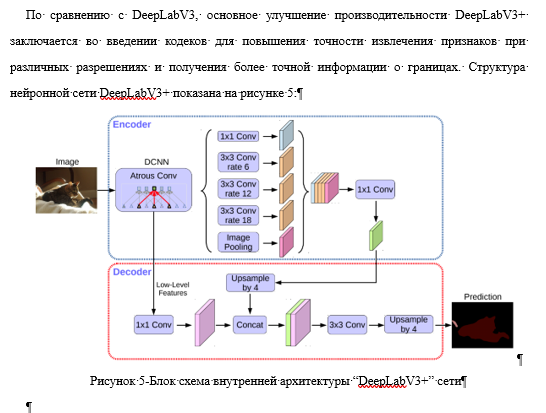 По сравнению с DeepLabV3, основное улучшение производительности DeepLabV3+
заключается во введении кодеков для повышения точности извлечения признаков при
различных разрешениях и получения более точной информации о границах. Структура
нейронной сети DeepLabV3+ показана на рисунке 5:¶
Encoder
Image
DCNN
Atrous Conv
1x1 Conv
3x3 Conv
rate 6
3x3 Conv
rate 12
3x3 Conv
rate 18
Image
Pooling
1x1 Conv
Decoder
Low-Level
Features
Upsample
by 4
Prediction
1x1 Conv
Concat
3x3 Conv
Upsample
by 4
¶
Рисунок 5-Блок схема внутренней архитектуры “DeepLabV3+” сети¶
¶